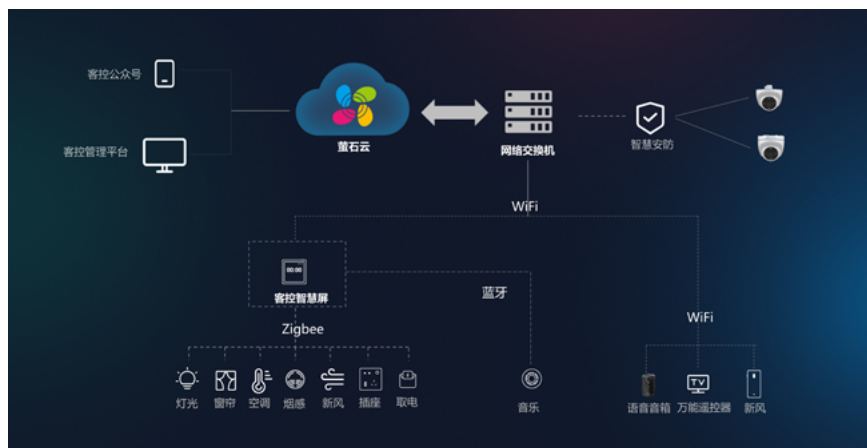 客控公众号
客控管理平台
萤石云
网络交换机
智慧安防
WiFi
00:00
客控智慧屏
蓝牙
Zigbee
WiFi
灯光
窗帘
空调
烟感
新风
插座
取电
音乐
TV
语音音箱
万能遥控器
新风